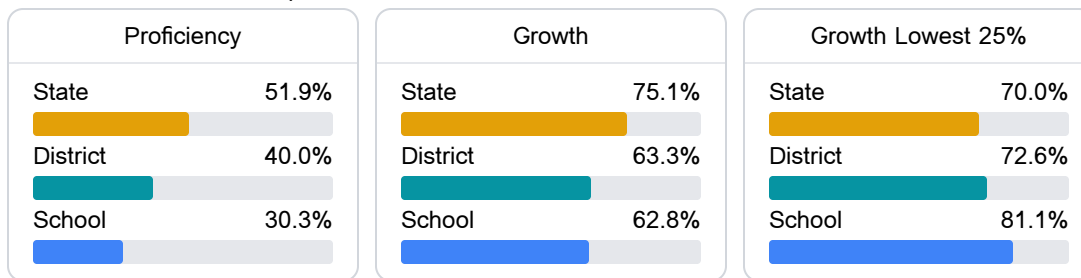 Proficiency
State 51.9%
District 40.0%
School 30.3%
Growth
State 75.1%
District 63.3%
School 62.8%
Growth Lowest 25%
State 70.0%
District 72.6%
School 81.1%